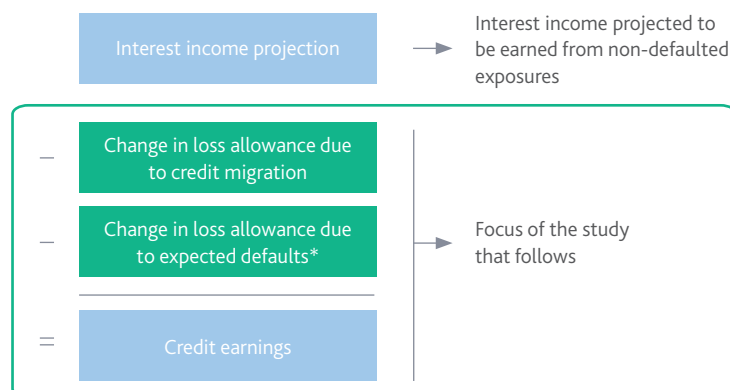 Interest income projection
Interest income projected to
be earned from non-defaulted
exposures
–
Change in loss allowance due
to credit migration
–
Change in loss allowance due
to expected defaults*
Focus of the study
that follows
=
Credit earnings